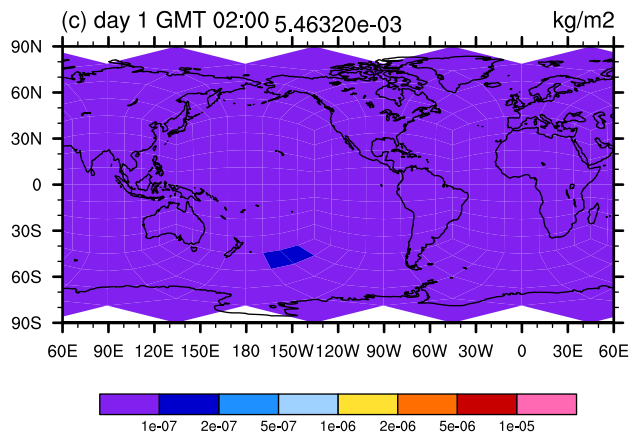 (c) day 1 GMT 02:00 5.46320e-03 kg/m2
90N
60N
30N
0
30S
60S
90S
60E 90E 120E 150E 180 150W 120W 90W 60W 30W 0 30E 60E
1e-07 2e-07 5e-07 1e-06 2e-06 5e-06 1e-05